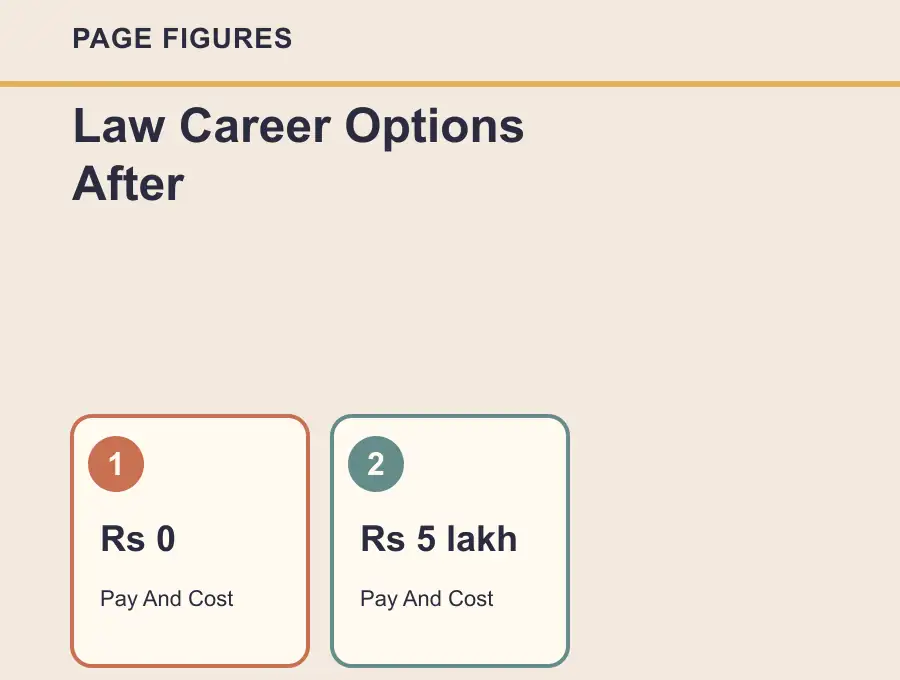 PAGE FIGURES
Law Career Options
After
1
Rs 0
Pay And Cost
2
Rs 5 lakh
Pay And Cost